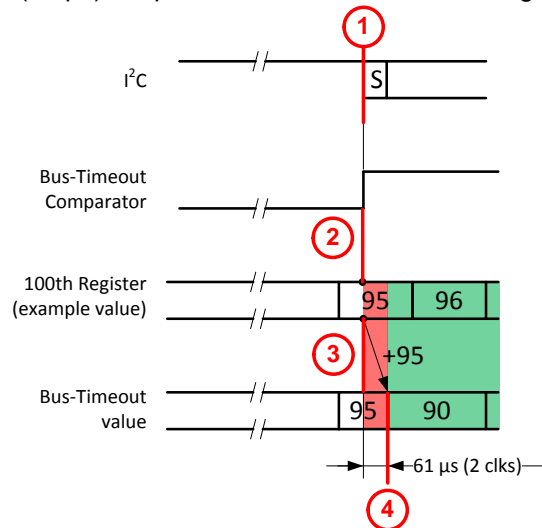 1
I²C
S
Bus-Timeout
Comparator
2
100th Register
(example value)
95
96
3
+95
Bus-Timeout
value
95
90
61 µs (2 clks)
4